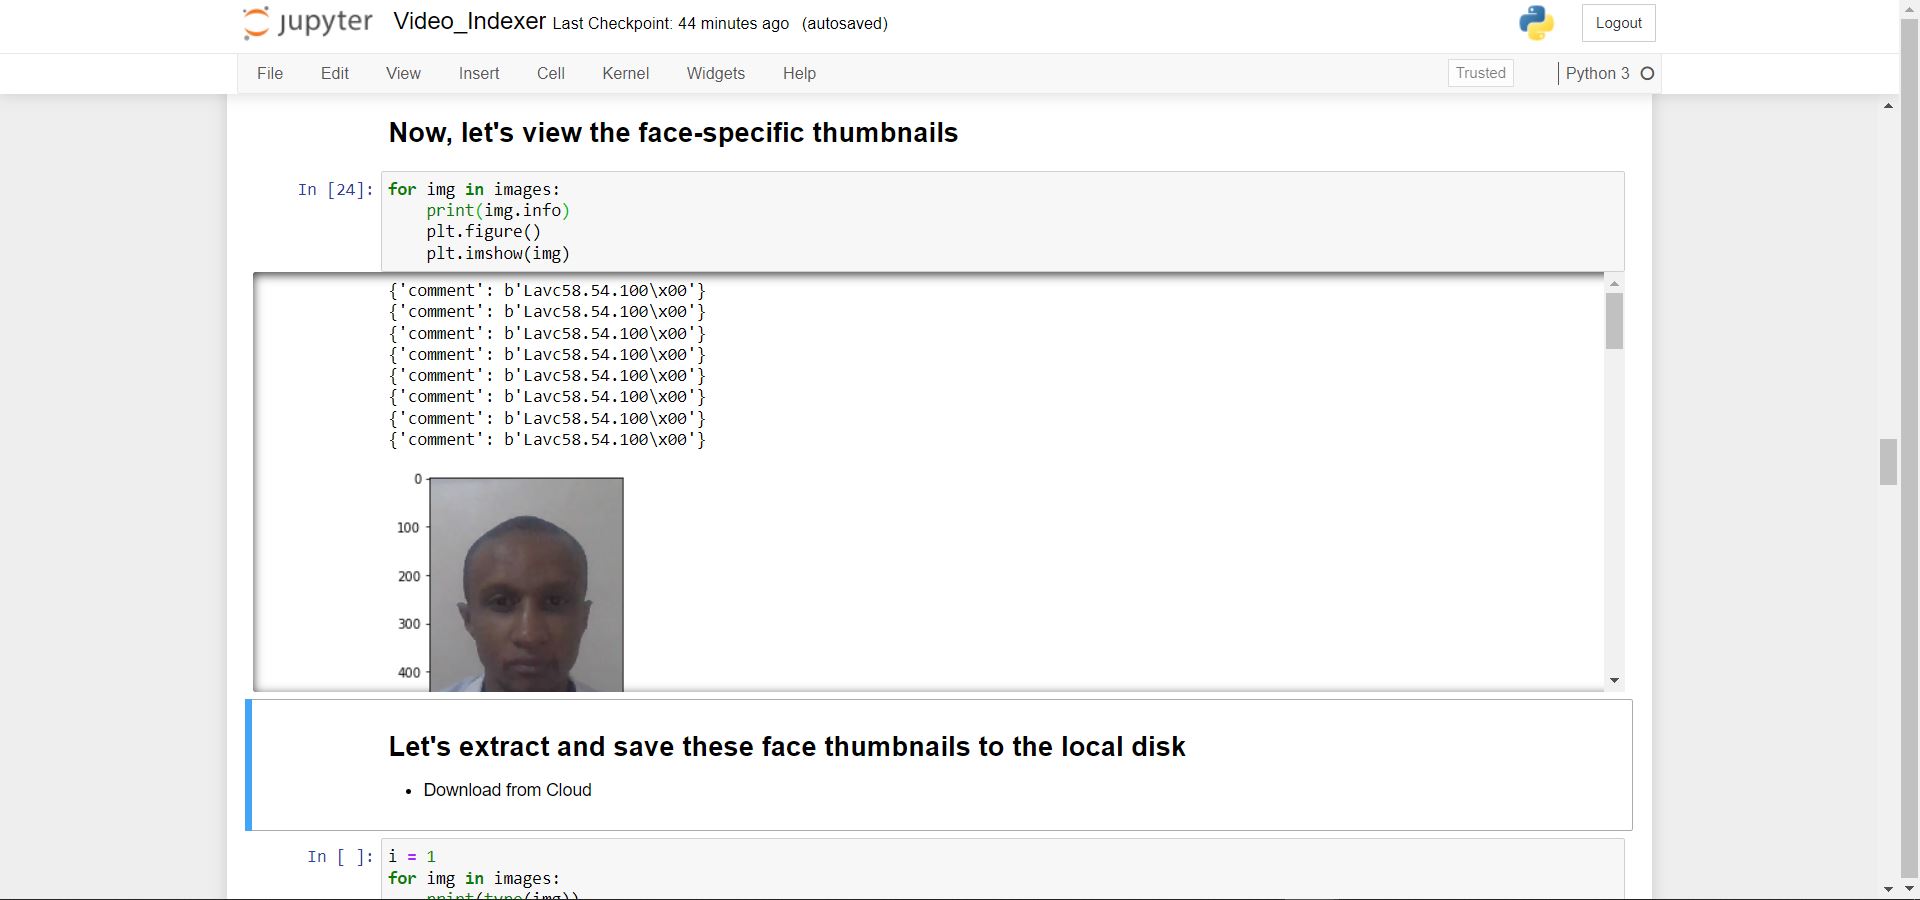 jupyter Video_Indexer Last Checkpoint: 44 minutes ago (autosaved) Logout
File Edit View Insert Cell Kernel Widgets Help Trusted Python 3
Now, let's view the face-specific thumbnails
In [24]: for img in images:
print(img.info)
plt.figure()
plt.imshow(img)
{'comment': b'Lavc58.54.100\x00'}
{'comment': b'Lavc58.54.100\x00'}
{'comment': b'Lavc58.54.100\x00'}
{'comment': b'Lavc58.54.100\x00'}
{'comment': b'Lavc58.54.100\x00'}
{'comment': b'Lavc58.54.100\x00'}
{'comment': b'Lavc58.54.100\x00'}
{'comment': b'Lavc58.54.100\x00'}
0
100
200
300
400
Let's extract and save these face thumbnails to the local disk
• Download from Cloud
In [ ]: i = 1
for img in images:
print(type(img))